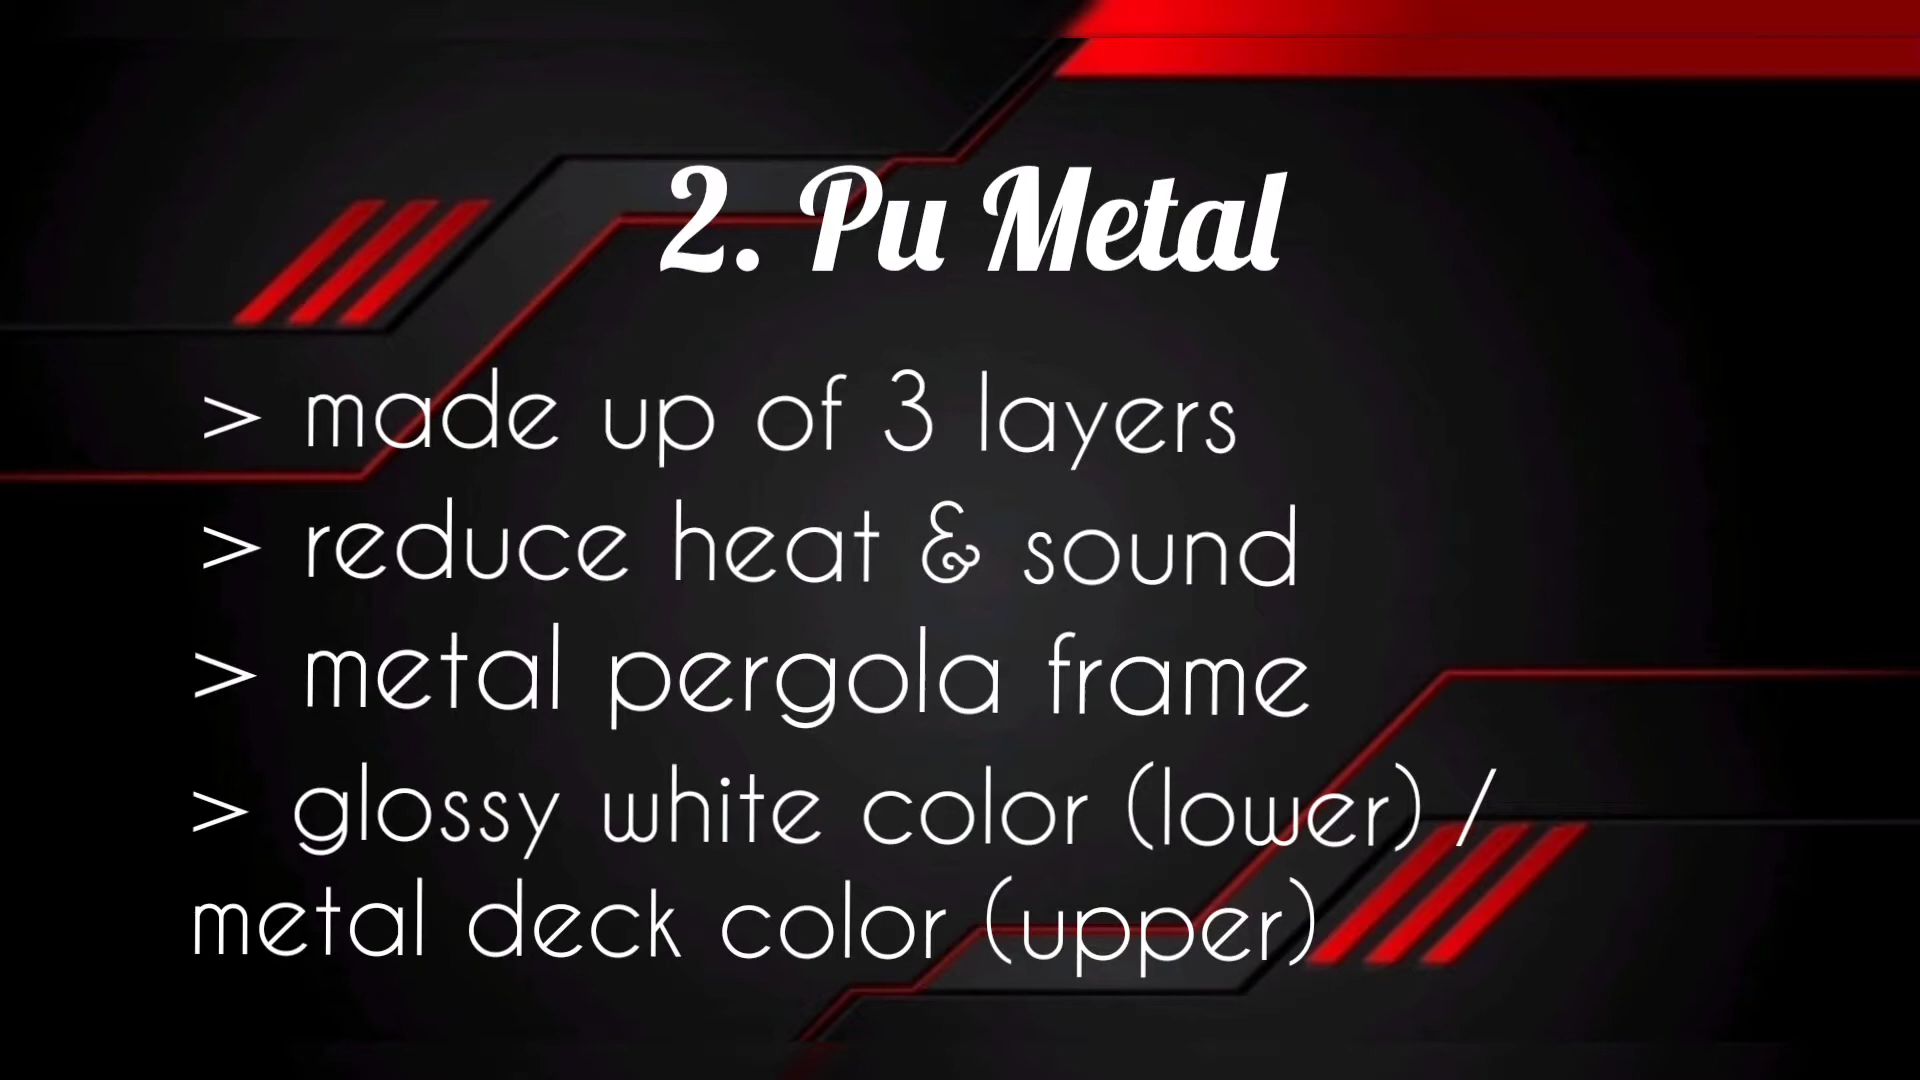 2. Pu Metal
> made up of 3 layers
> reduce heat & sound
> metal pergola frame
> glossy white color (lower) /
metal deck color (upper)